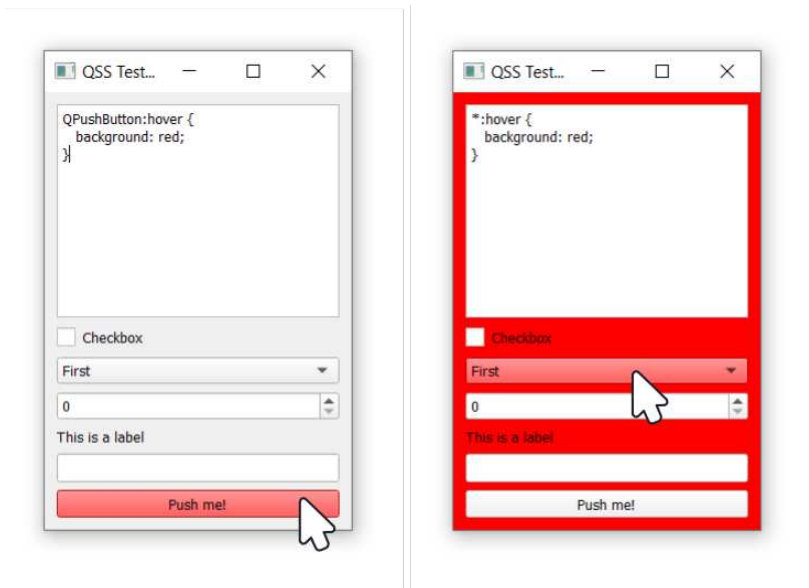 QSS Test...
QPushButton:hover {
background: red;
}
Checkbox
First
0
This is a label
Push me!
QSS Test...
*:hover {
background: red;
}
Checkbox
First
0
This is a label
Push me!